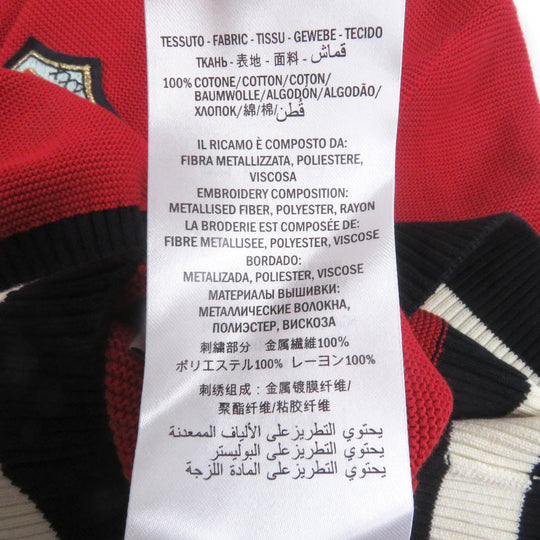 TESSUTO - FABRIC - TISSU - GEWEBE - TECIDO
ТКАНЬ - 表地 - 面料 - قماش
100% COTONE/COTTON/COTON/
BAUMWOLLE/ALGODÓN/ALGODÃO/
ХЛОПОК/綿/棉/قُطن
IL RICAMO È COMPOSTO DA:
FIBRA METALLIZZATA, POLIESTERE,
VISCOSA
EMBROIDERY COMPOSITION:
METALLISED FIBER, POLYESTER, RAYON
LA BRODERIE EST COMPOSÉE DE:
FIBRE METALLISEE, POLYESTER, VISCOSE
BORDADO:
METALIZADA, POLIESTER, VISCOSE
МАТЕРИАЛЫ ВЫШИВКИ:
МЕТАЛЛИЧЕСКИЕ ВОЛОКНА,
ПОЛИЭСТЕР, ВИСКОЗА
刺繍部分 金属繊維100%
ポリエステル100% レーヨン100%
刺绣组成：金属镀膜纤维/
聚酯纤维/粘胶纤维
يحتوي التطريز على الألياف الممعدنة
يحتوي التطريز على البوليستر
يحتوي التطريز على المادة اللزجة